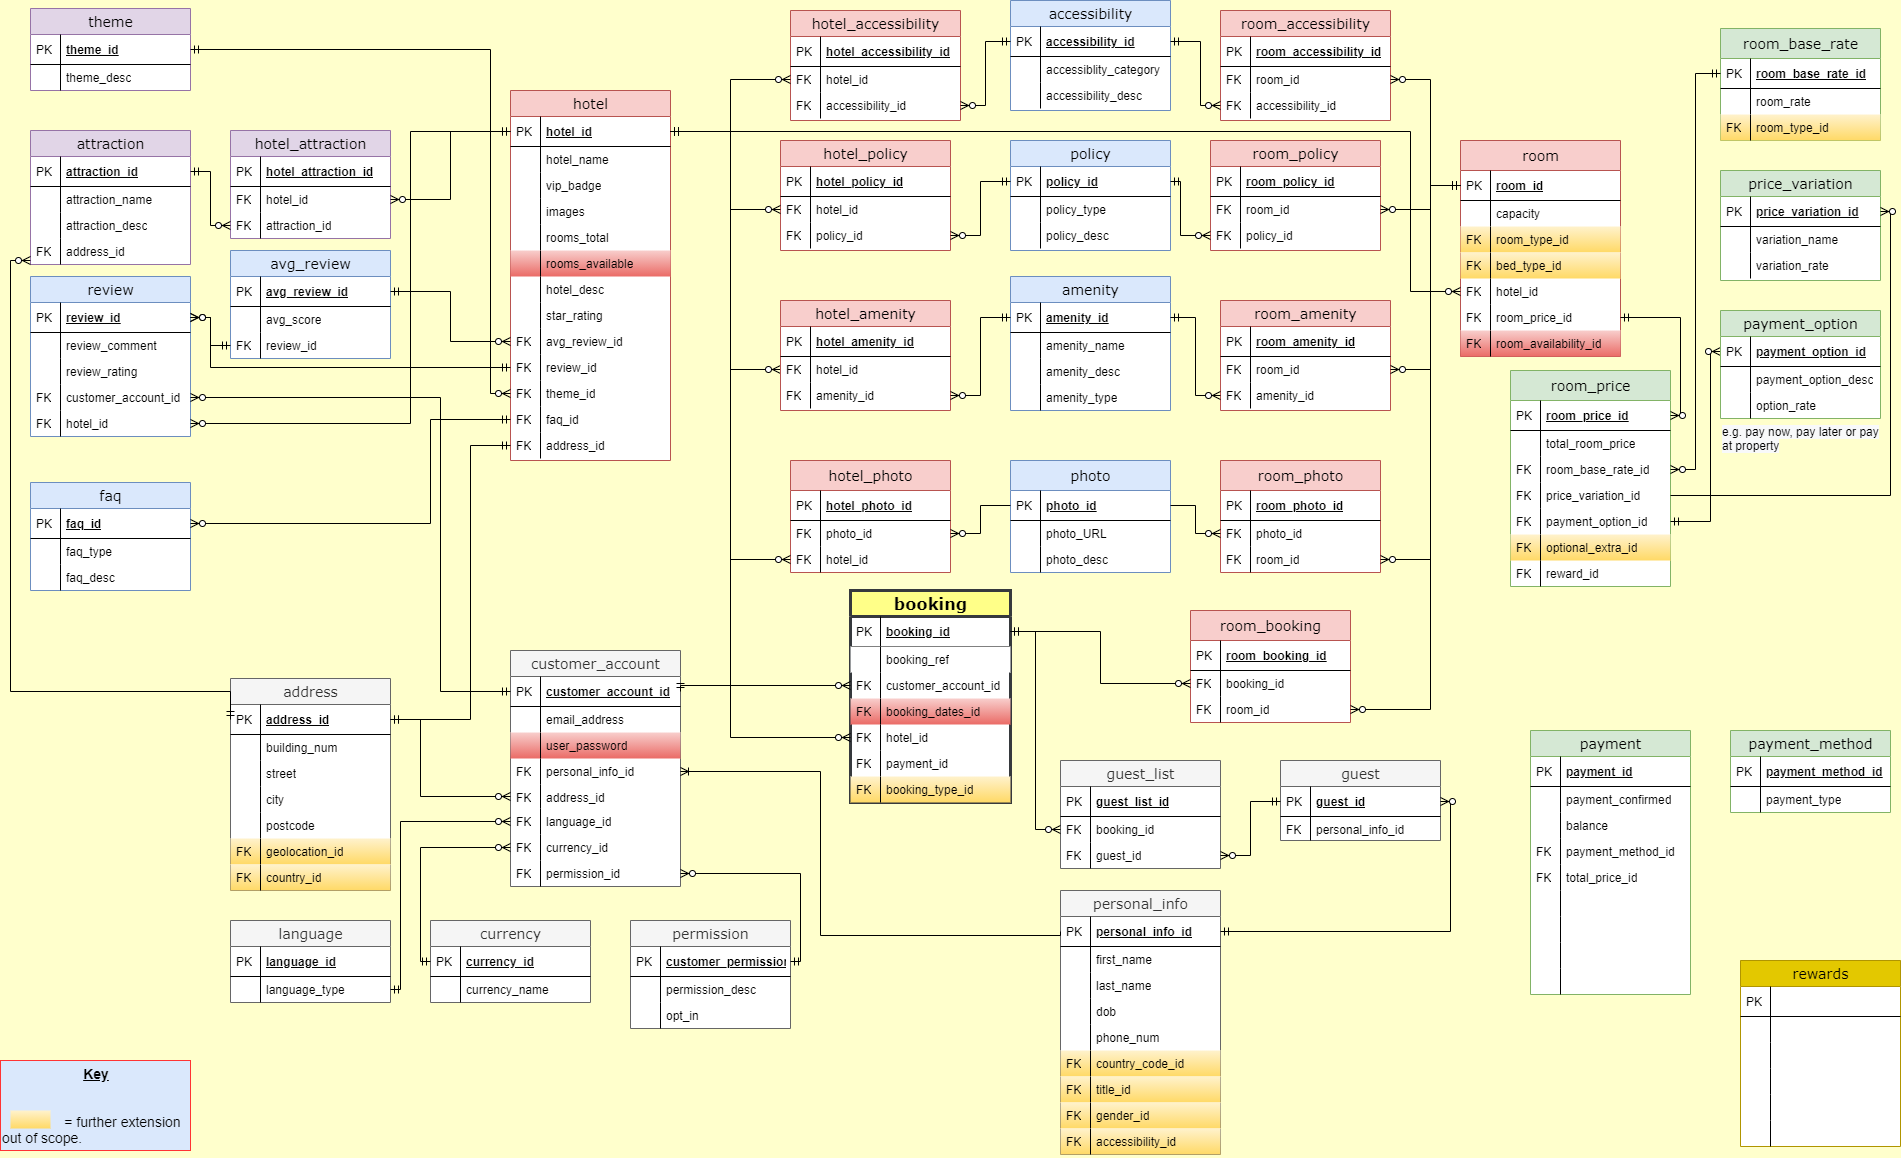 theme
PK theme_id
theme_desc
attraction
PK attraction_id
attraction_name
attraction_desc
FK address_id
hotel_attraction
PK hotel_attraction_id
FK hotel_id
FK attraction_id
avg_review
PK avg_review_id
avg_score
FK review_id
review
PK review_id
review_comment
review_rating
FK customer_account_id
FK hotel_id
faq
PK faq_id
faq_type
faq_desc
hotel
PK hotel_id
hotel_name
vip_badge
images
rooms_total
rooms_available
hotel_desc
star_rating
FK avg_review_id
FK review_id
FK theme_id
FK faq_id
FK address_id
hotel_accessibility
PK hotel_accessibility_id
FK hotel_id
FK accessibility_id
accessibility
PK accessibility_id
accessiblity_category
accessibility_desc
room_accessibility
PK room_accessibility_id
FK room_id
FK accessibility_id
hotel_policy
PK hotel_policy_id
FK hotel_id
FK policy_id
policy
PK policy_id
policy_type
policy_desc
room_policy
PK room_policy_id
FK room_id
FK policy_id
hotel_amenity
PK hotel_amenity_id
FK hotel_id
FK amenity_id
amenity
PK amenity_id
amenity_name
amenity_desc
amenity_type
room_amenity
PK room_amenity_id
FK room_id
FK amenity_id
hotel_photo
PK hotel_photo_id
FK photo_id
FK hotel_id
photo
PK photo_id
photo_URL
photo_desc
room_photo
PK room_photo_id
FK photo_id
FK room_id
room
PK room_id
capacity
FK room_type_id
FK bed_type_id
FK hotel_id
FK room_price_id
FK room_availability_id
room_base_rate
PK room_base_rate_id
room_rate
FK room_type_id
price_variation
PK price_variation_id
variation_name
variation_rate
payment_option
PK payment_option_id
payment_option_desc
option_rate
e.g. pay now, pay later or pay
at property
room_price
PK room_price_id
total_room_price
FK room_base_rate_id
FK price_variation_id
FK payment_option_id
FK optional_extra_id
FK reward_id
booking
PK booking_id
booking_ref
FK customer_account_id
FK booking_dates_id
FK hotel_id
FK payment_id
FK booking_type_id
room_booking
PK room_booking_id
FK booking_id
FK room_id
customer_account
PK customer_account_id
email_address
user_password
FK personal_info_id
FK address_id
FK language_id
FK currency_id
FK permission_id
address
PK address_id
building_num
street
city
postcode
FK geolocation_id
FK country_id
guest_list
PK guest_list_id
FK booking_id
FK guest_id
guest
PK guest_id
FK personal_info_id
payment
PK payment_id
payment_confirmed
balance
FK payment_method_id
FK total_price_id
payment_method
PK payment_method_id
payment_type
language
PK language_id
language_type
currency
PK currency_id
currency_name
permission
PK customer_permissio
permission_desc
opt_in
personal_info
PK personal_info_id
first_name
last_name
dob
phone_num
FK country_code_id
FK title_id
FK gender_id
FK accessibility_id
rewards
PK
Key
= further extension
out of scope.